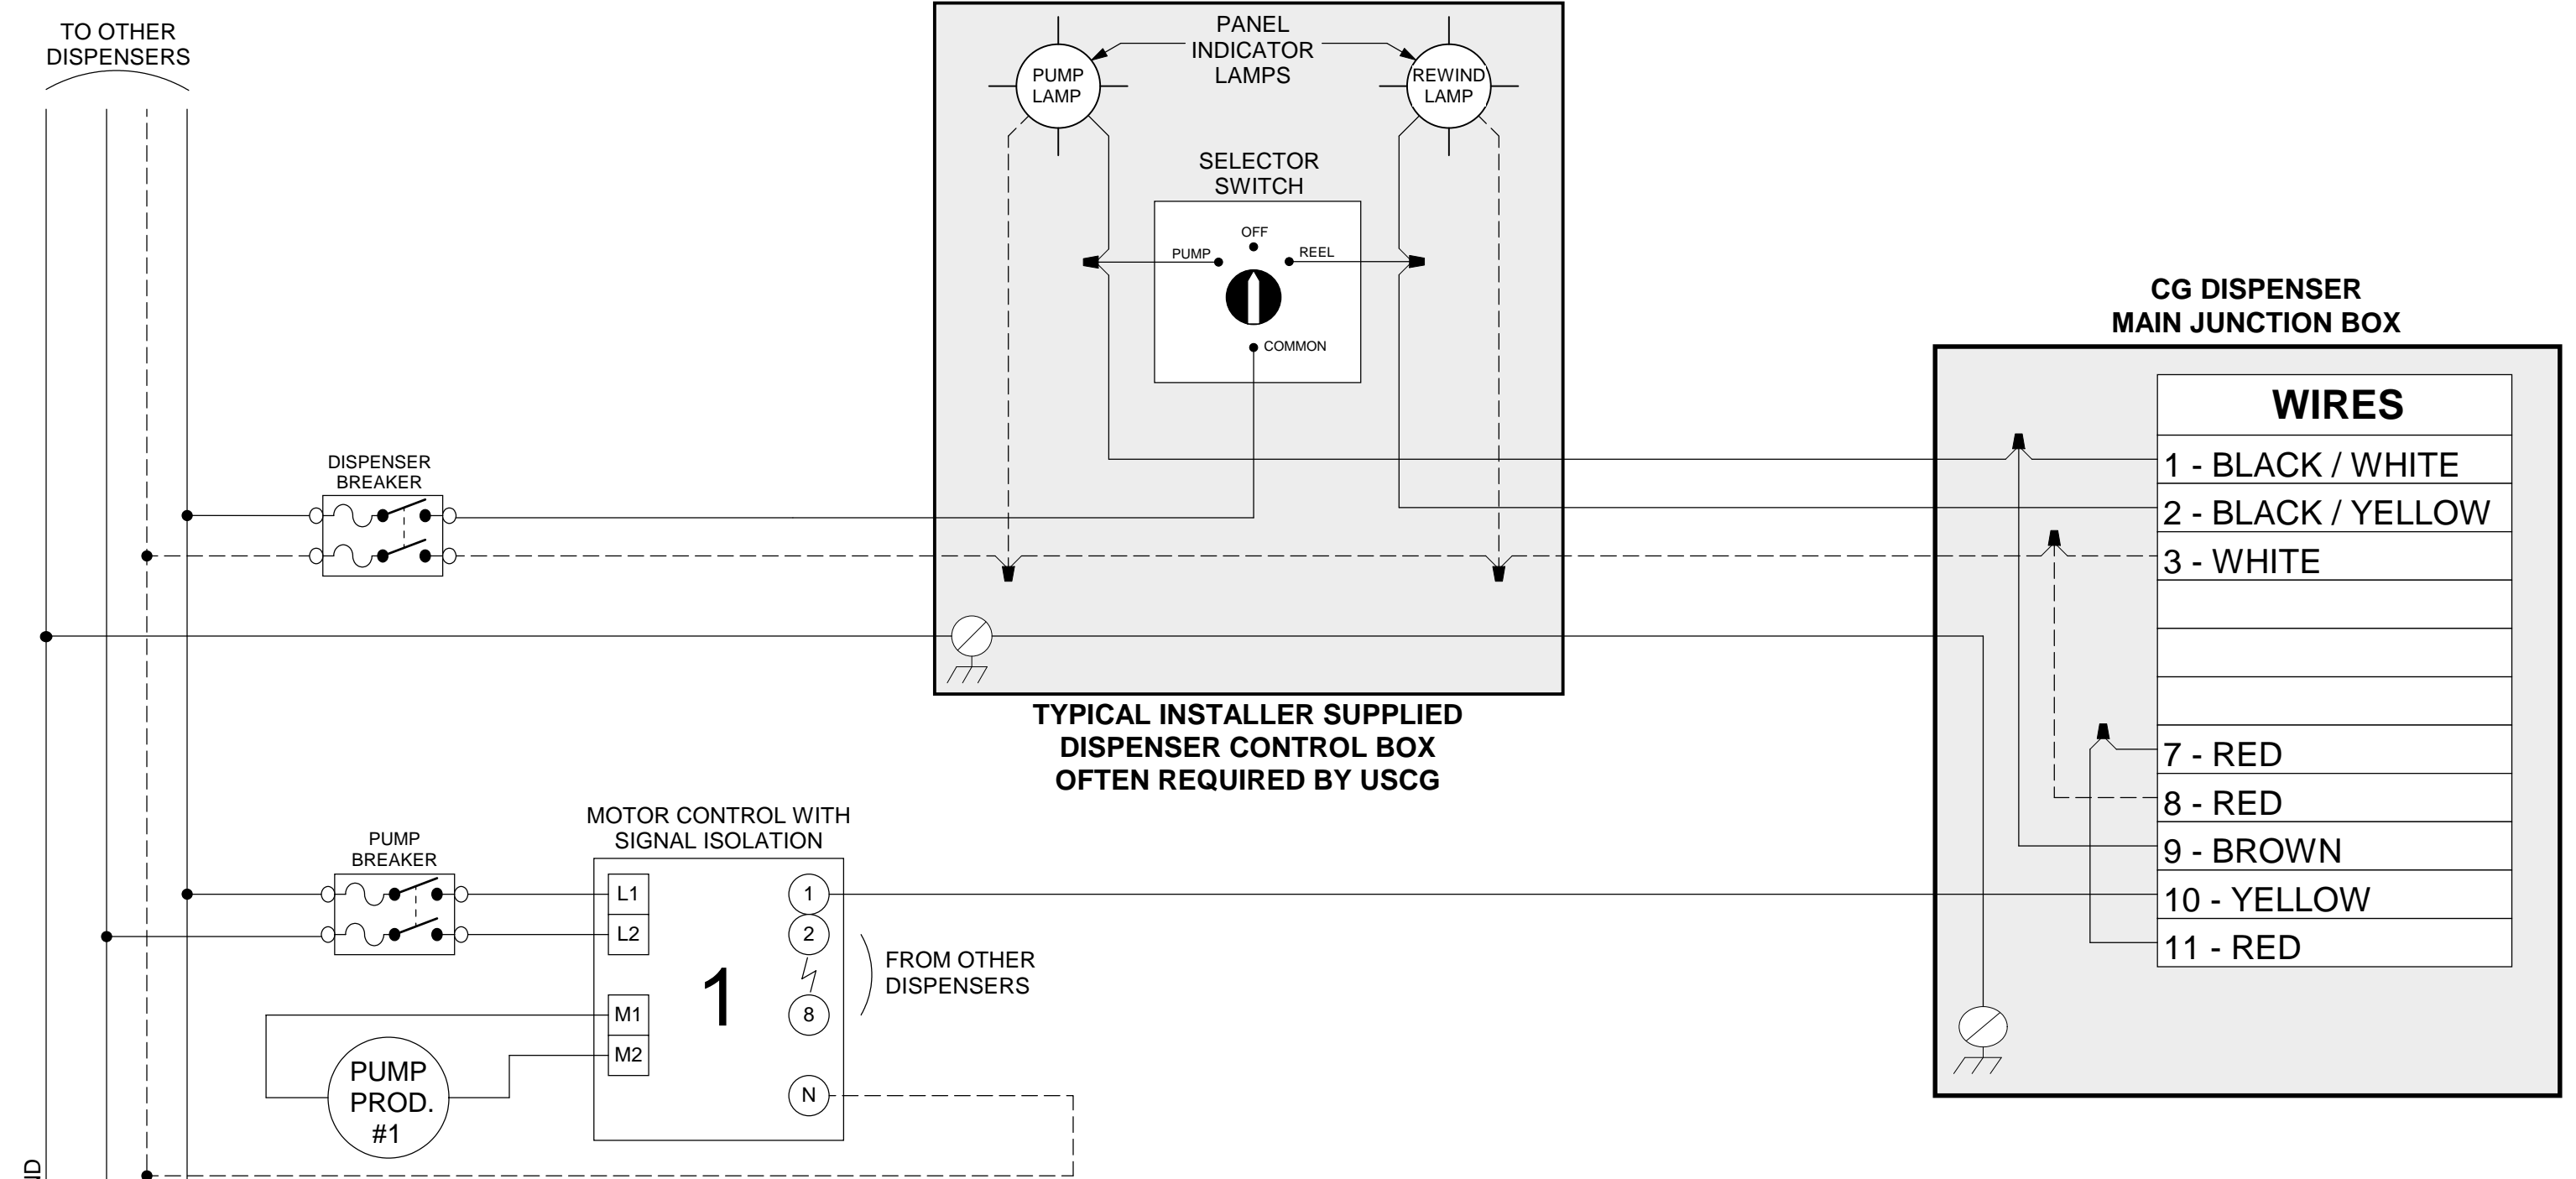 TO OTHER
DISPENSERS
PANEL
INDICATOR
LAMPS
PUMP
LAMP
REWIND
LAMP
SELECTOR
SWITCH
OFF
PUMP
REEL
COMMON
CG DISPENSER
MAIN JUNCTION BOX
WIRES
1 - BLACK / WHITE
2 - BLACK / YELLOW
3 - WHITE
7 - RED
8 - RED
9 - BROWN
10 - YELLOW
11 - RED
DISPENSER
BREAKER
TYPICAL INSTALLER SUPPLIED
DISPENSER CONTROL BOX
OFTEN REQUIRED BY USCG
MOTOR CONTROL WITH
SIGNAL ISOLATION
PUMP
BREAKER
L1
L2
M1
M2
1
1
2
8
N
FROM OTHER
DISPENSERS
PUMP
PROD.
#1